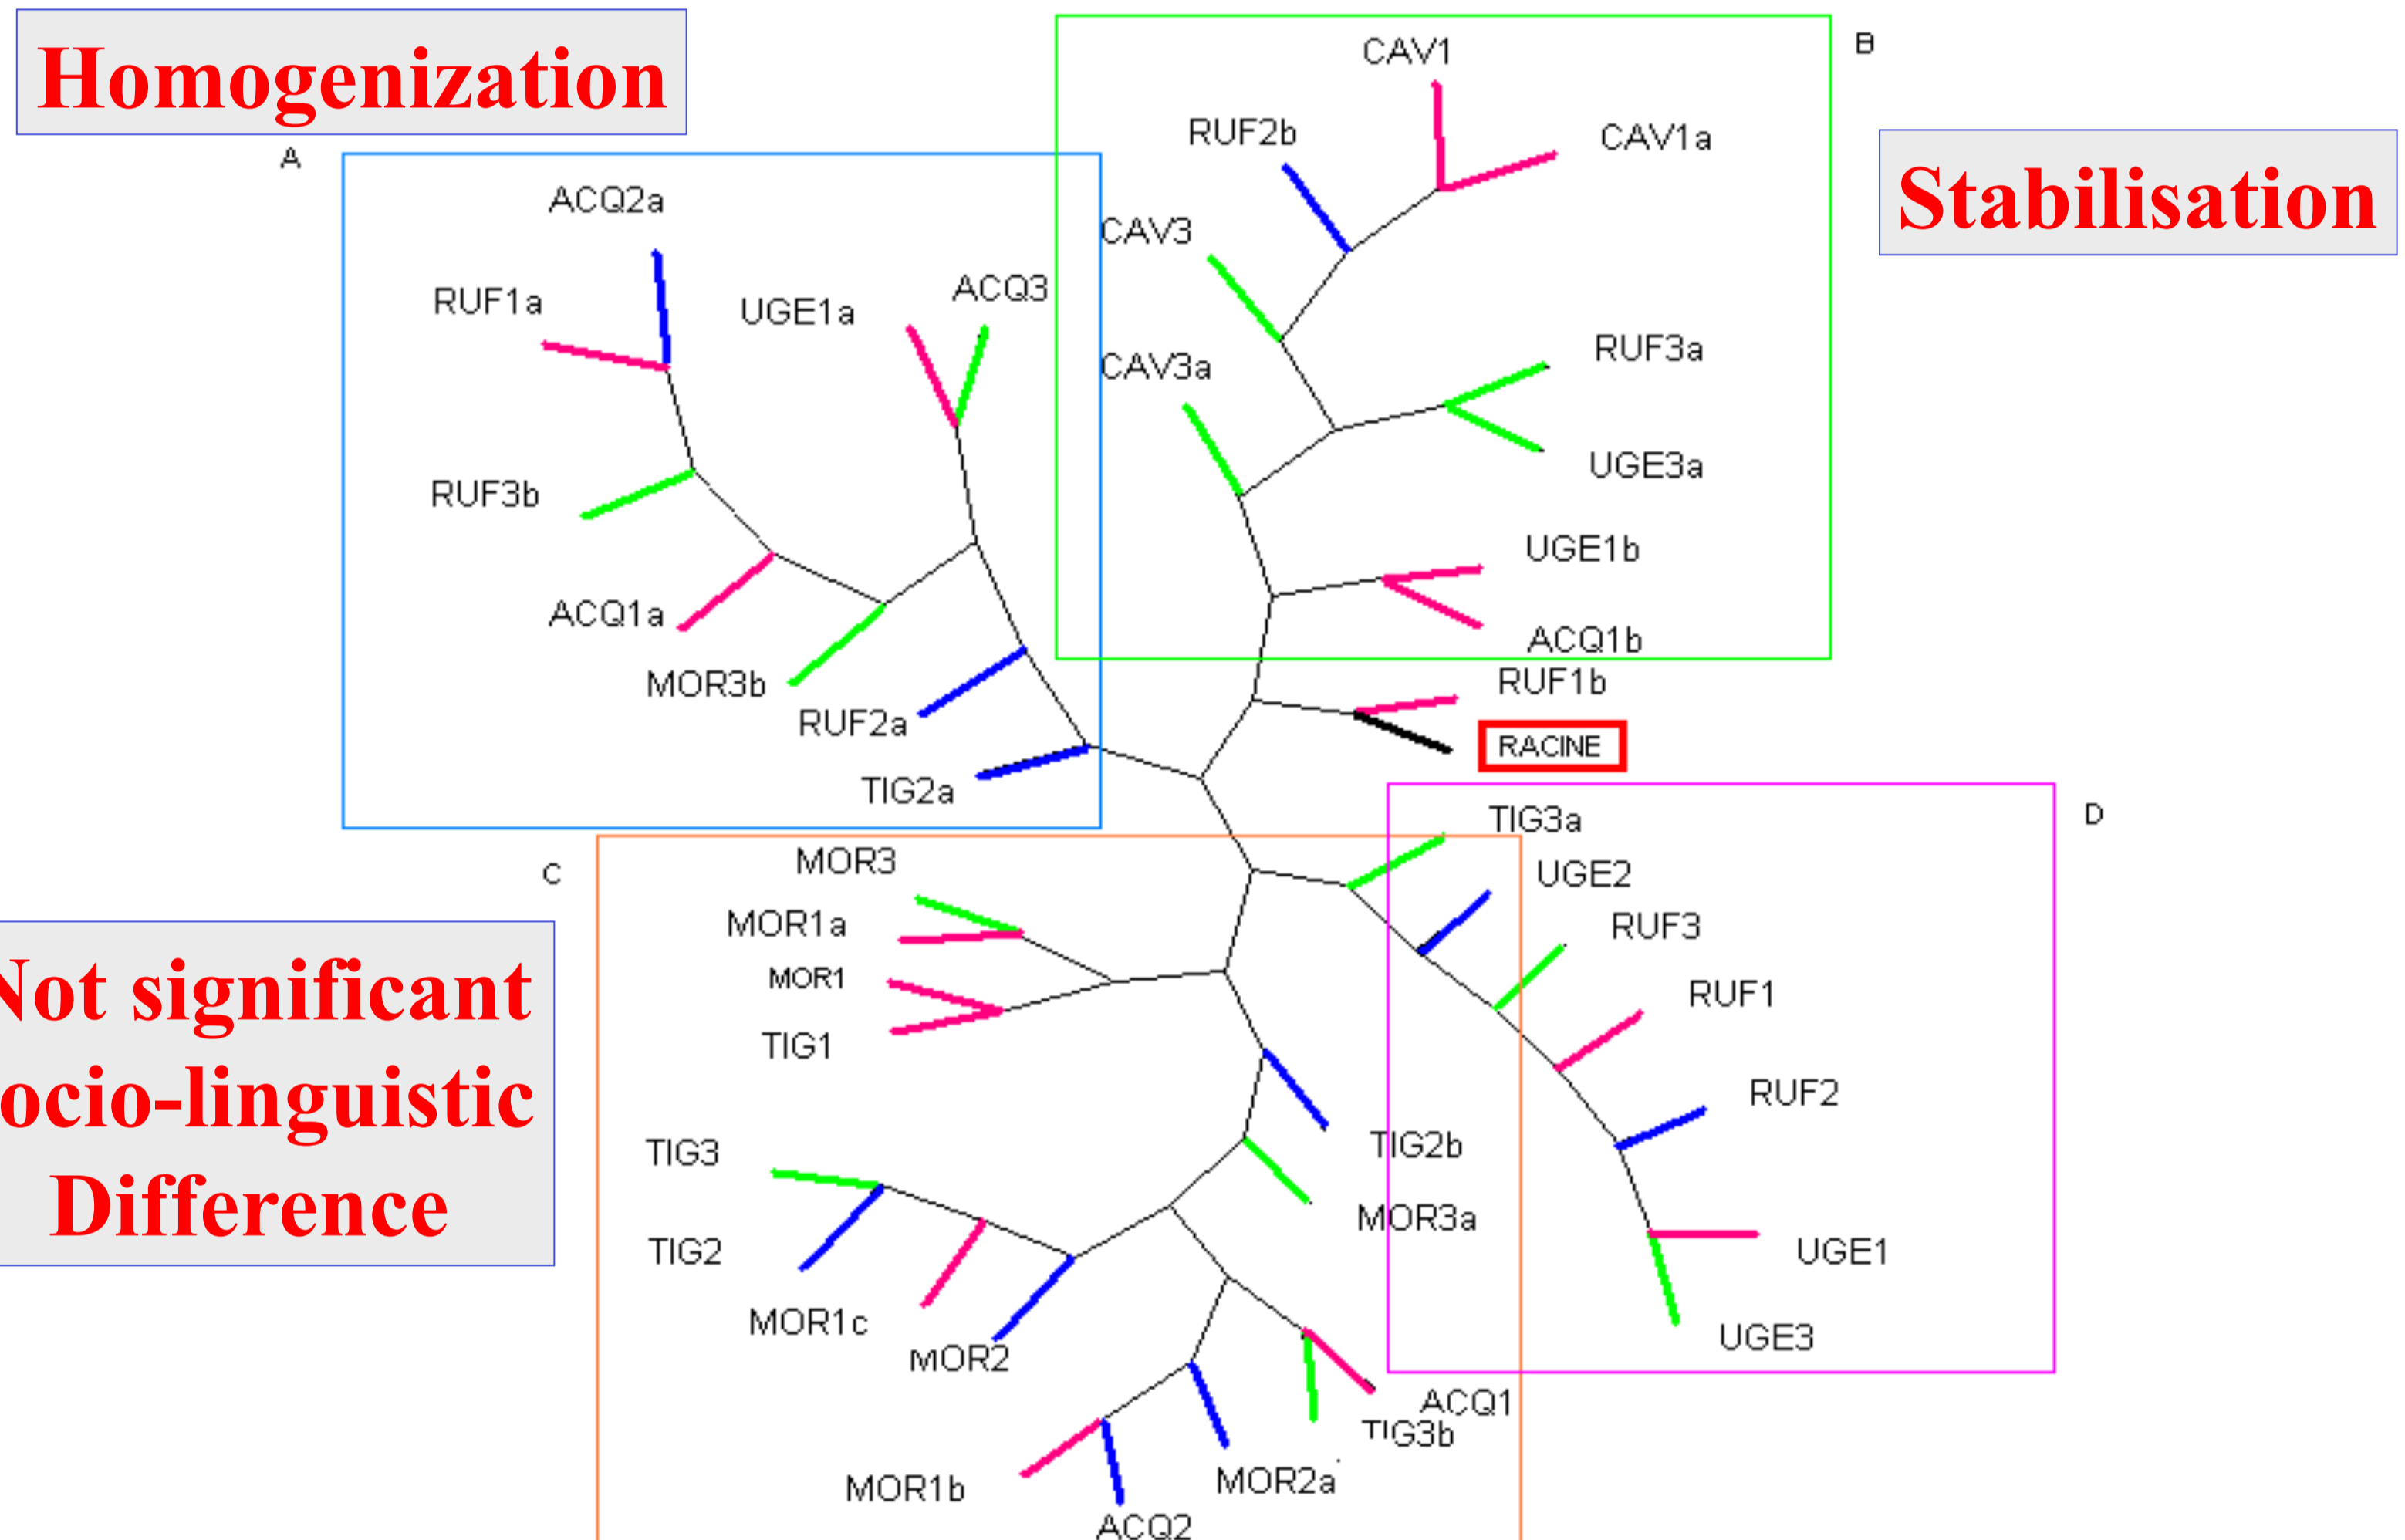 Homogenization
B
CAV1
RUF2b
CAV1a
A
Stabilisation
ACQ2a
CAV3
RUF1a
UGE1a
ACQ3
CAV3a
RUF3a
UGE3a
RUF3b
UGE1b
ACQ1a
ACQ1b
MOR3b
RUF1b
RUF2a
RACINE
TIG2a
D
TIG3a
C
MOR3
UGE2
MOR1a
RUF3
MOR1
RUF1
Not significant
ocio-linguistic
Difference
TIG1
RUF2
TIG3
TIG2b
TIG2
MOR3a
UGE1
MOR1c
MOR2
UGE3
ACQ1
TIG3b
MOR1b
MOR2a
ACQ2